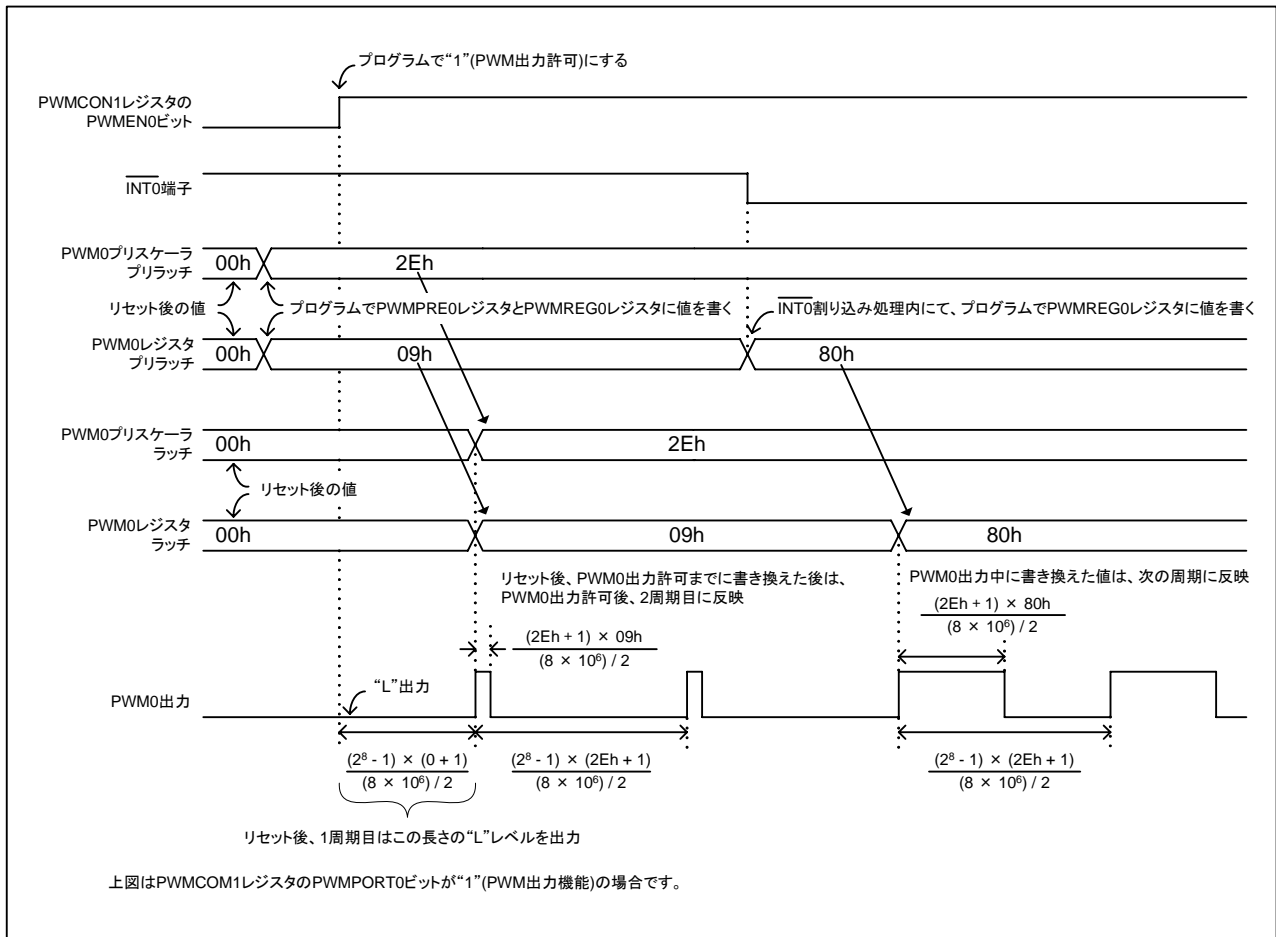 プログラムで“1”(PWM出力許可)にする
PWMCON1レジスタの
PWMEN0ビット
INT0端子
PWM0プリスケーラ
プリラッチ
00h
2Eh
リセット後の値
プログラムでPWMPRE0レジスタとPWMREG0レジスタに値を書く
INT0割り込み処理内にて、プログラムでPWMREG0レジスタに値を書く
PWM0レジスタ
プリラッチ
00h
09h
80h
PWM0プリスケーラ
ラッチ
00h
2Eh
リセット後の値
PWM0レジスタ
ラッチ
00h
09h
80h
リセット後、PWM0出力許可までに書き換えた後は、
PWM0出力許可後、2周期目に反映
PWM0出力中に書き換えた値は、次の周期に反映
(2Eh + 1) × 09h
(8 × 10⁶) / 2
(2Eh + 1) × 80h
(8 × 10⁶) / 2
PWM0出力
“L”出力
(2⁸ - 1) × (0 + 1)
(8 × 10⁶) / 2
(2⁸ - 1) × (2Eh + 1)
(8 × 10⁶) / 2
(2⁸ - 1) × (2Eh + 1)
(8 × 10⁶) / 2
リセット後、1周期目はこの長さの“L”レベルを出力
上図はPWMCOM1レジスタのPWMPORT0ビットが“1”(PWM出力機能)の場合です。